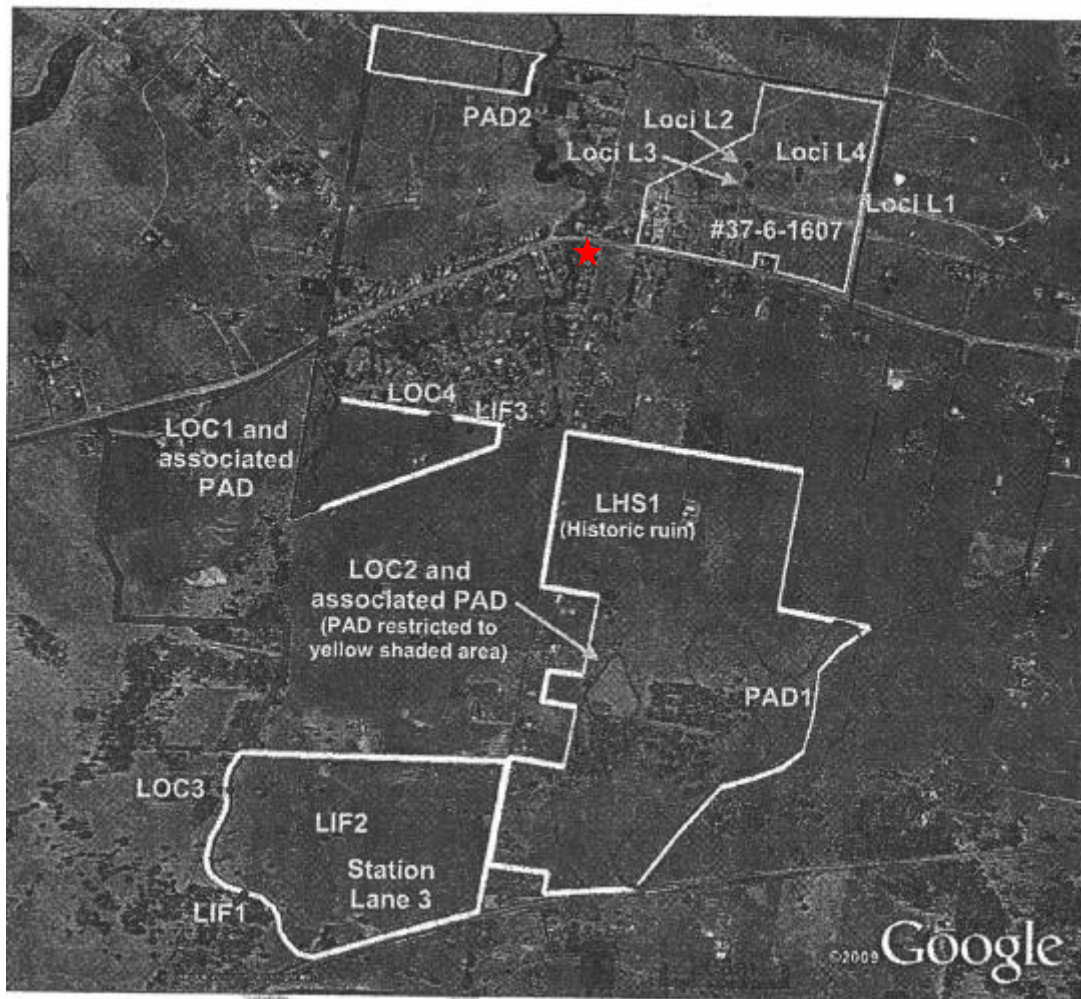 PAD2
Loci L2
Loci L3
Loci L4
Loci L1
#37-6-1607
LOC4
LIF3
LOC1 and
associated
PAD
LHS1
(Historic ruin)
LOC2 and
associated PAD
(PAD restricted to
yellow shaded area)
PAD1
LOC3
LIF2
Station
Lane 3
LIF1
©2009 Google